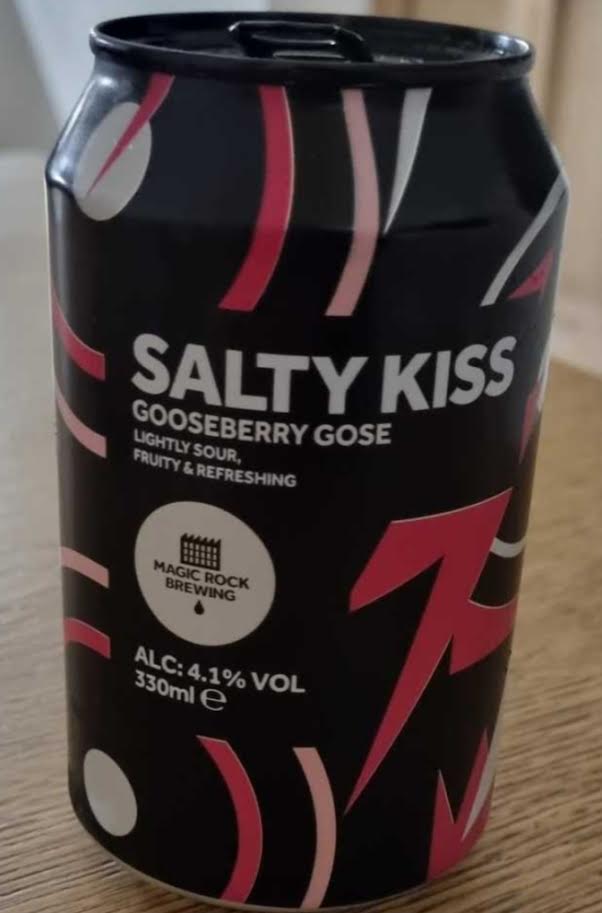 SALTY KISS
GOOSEBERRY GOSE
LIGHTLY SOUR,
FRUITY & REFRESHING
MAGIC ROCK
BREWING
ALC: 4.1% VOL
330ml ℮